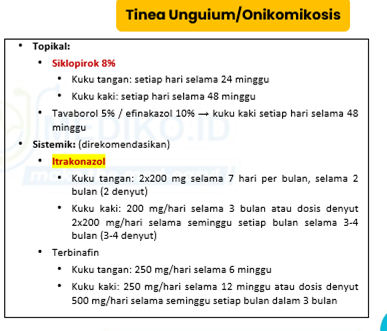 Tinea Unguium/Onikomikosis
• Topikal:
• Siklopirok 8%
• Kuku tangan: setiap hari selama 24 minggu
• Kuku kaki: setiap hari selama 48 minggu
• Tavaborol 5% / efinakazol 10% → kuku kaki setiap hari selama 48
minggu
• Sistemik: (direkomendasikan)
• Itrakonazol
• Kuku tangan: 2x200 mg selama 7 hari per bulan, selama 2
bulan (2 denyut)
• Kuku kaki: 200 mg/hari selama 3 bulan atau dosis denyut
2x200 mg/hari selama seminggu setiap bulan selama 3-4
bulan (3-4 denyut)
• Terbinafin
• Kuku tangan: 250 mg/hari selama 6 minggu
• Kuku kaki: 250 mg/hari selama 12 minggu atau dosis denyut
500 mg/hari selama seminggu setiap bulan dalam 3 bulan